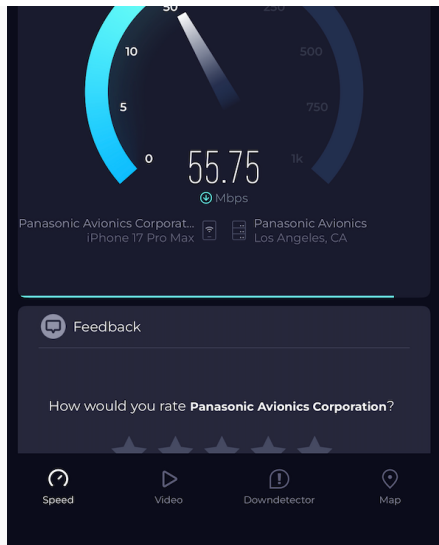 50
250
10
500
5
750
0
55.75
1k
Mbps
Panasonic Avionics Corporat...
Panasonic Avionics
iPhone 17 Pro Max
Los Angeles, CA
Feedback
How would you rate Panasonic Avionics Corporation?
Speed
Video
Downdetector
Map